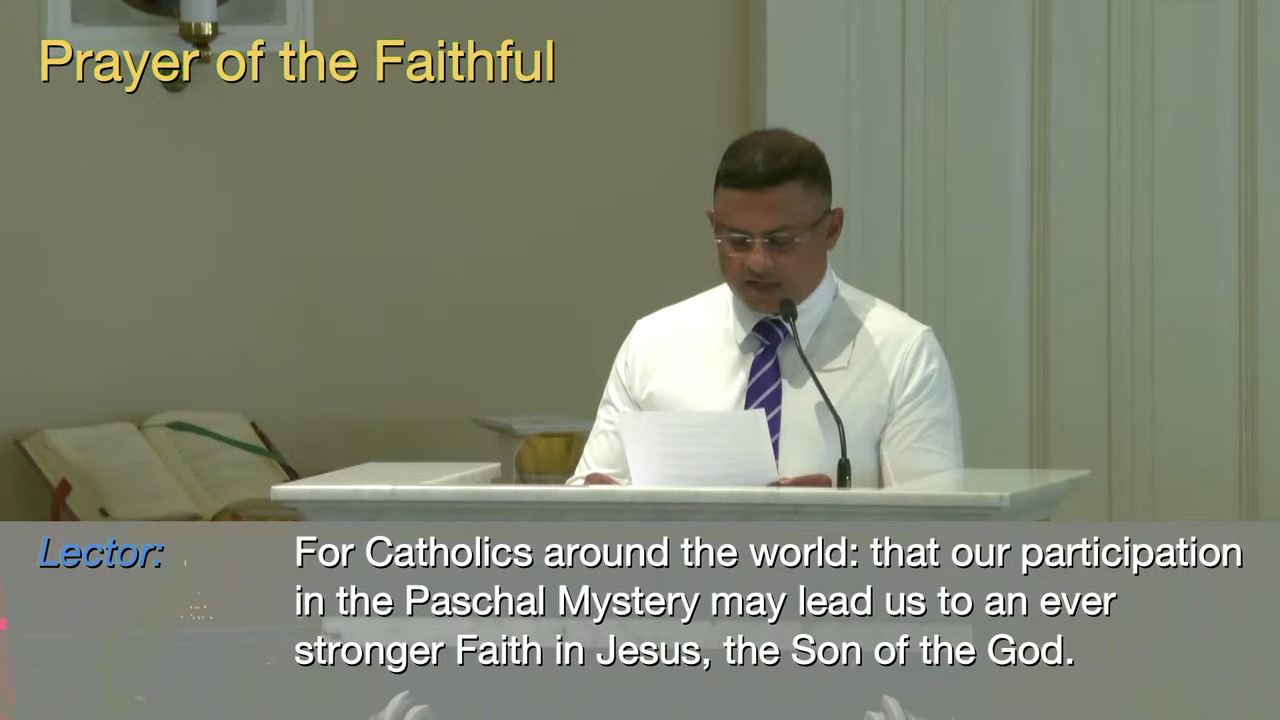 Prayer of the Faithful
Lector:
For Catholics around the world: that our participation
in the Paschal Mystery may lead us to an ever
stronger Faith in Jesus, the Son of the God.